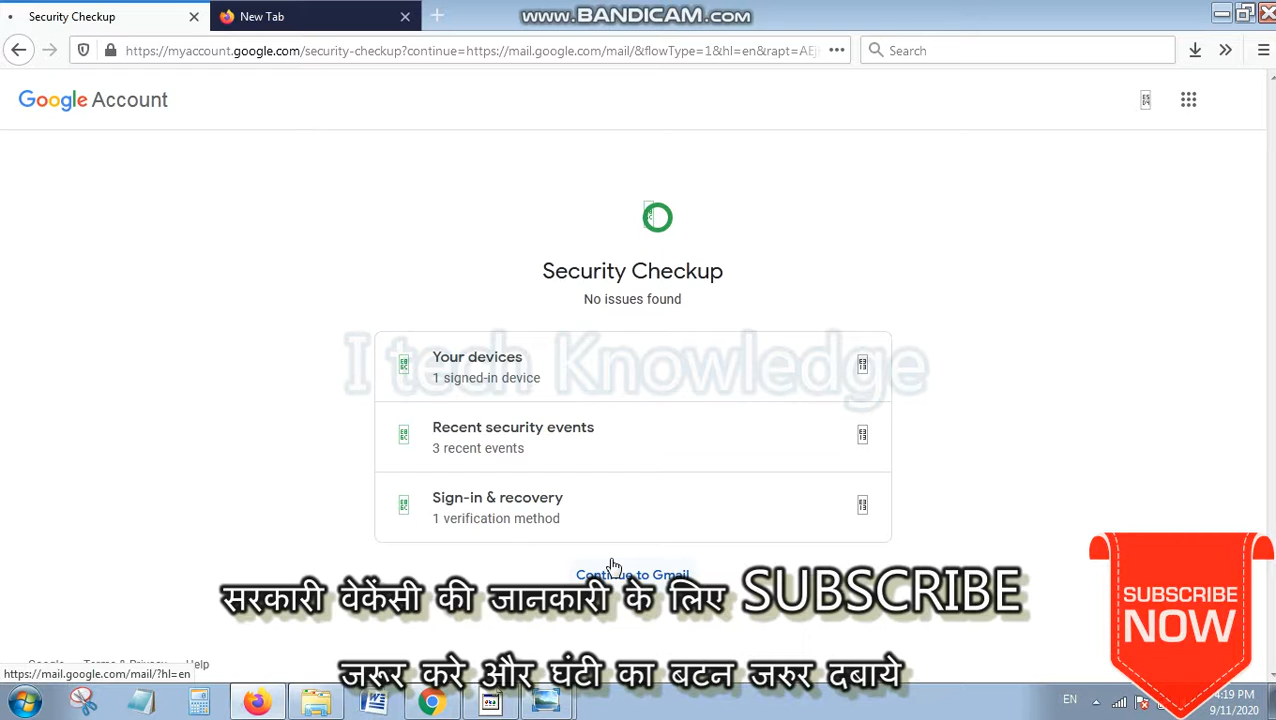 Security Checkup
New Tab
www.BANDICAM.com
https://myaccount.google.com/security-checkup?continue=https://mail.google.com/mail/&flowType=1&hl=en&rapt=AEj
Search
Google Account
Security Checkup
No issues found
I tech Knowledge
Your devices
1 signed-in device
Recent security events
3 recent events
Sign-in & recovery
1 verification method
Continue to Gmail
सरकारी वेकेंसी की जानकारी के लिए SUBSCRIBE
जरूर करे और घंटी का बटन जरुर दबाये
SUBSCRIBE
NOW
Help
https://mail.google.com/mail/?hl=en
EN
4:19 PM
9/11/2020